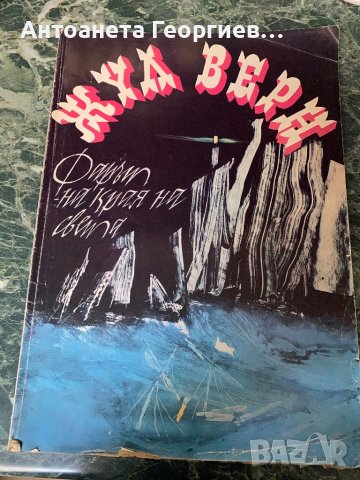 Антоанета Георгиев...
ЖУЛ ВЕРН
Фарът
на края на
света
BAZAR